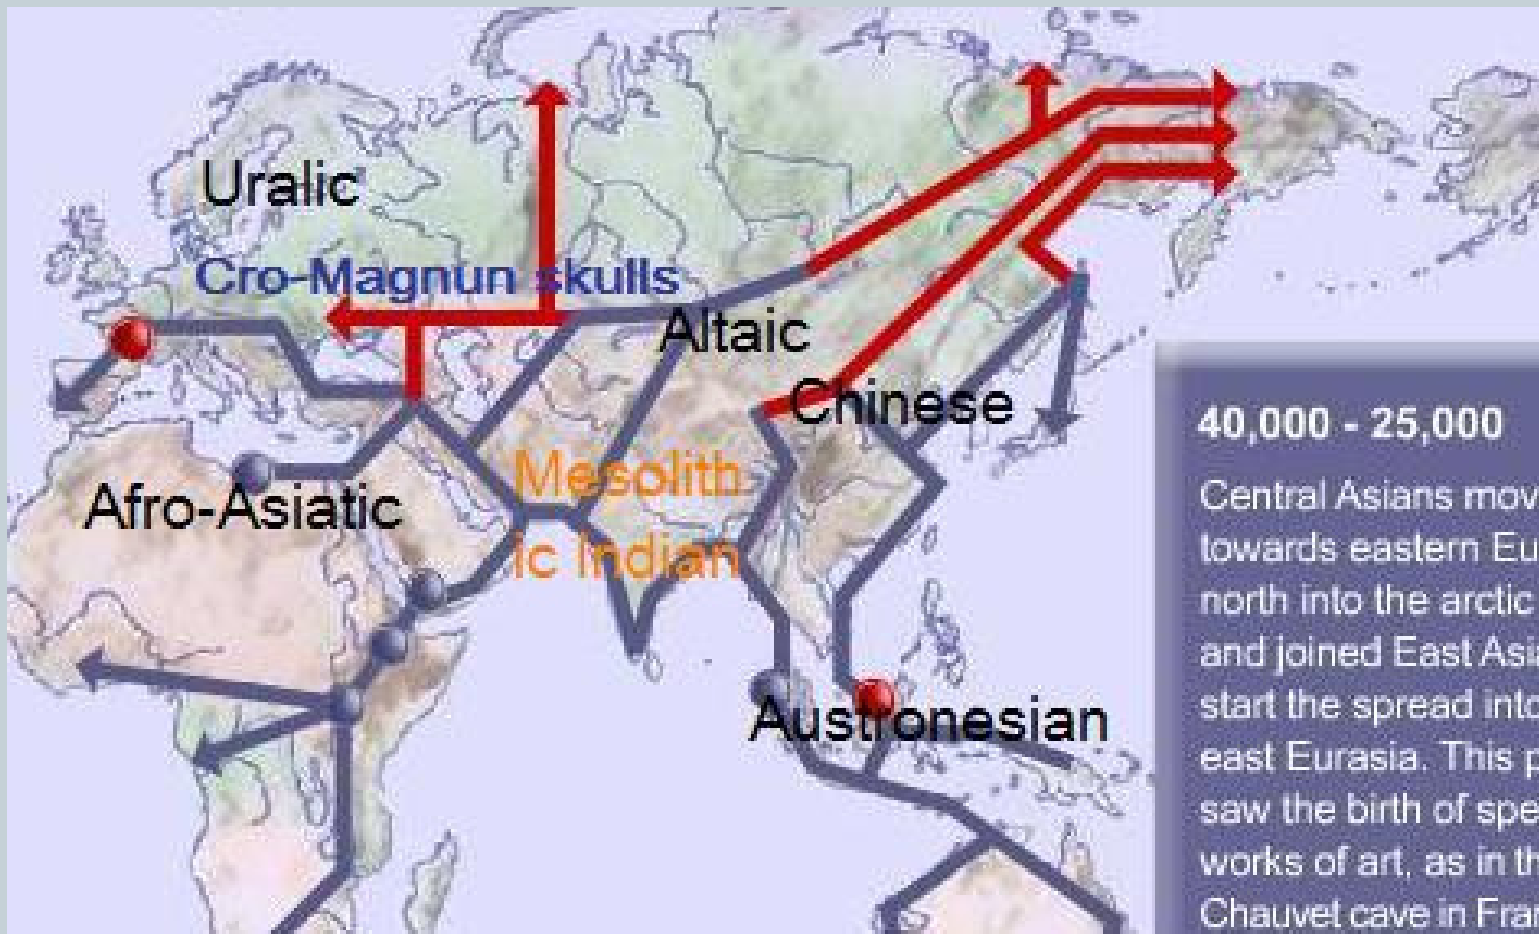 Uralic
Cro-Magnun skulls
Altaic
Chinese
Mesolith
ic Indian
Afro-Asiatic
Austronesian
40,000 - 25,000
Central Asians mov
towards eastern Eu
north into the arctic
and joined East Asia
start the spread into
east Eurasia. This p
saw the birth of spe
works of art, as in th
Chauvet cave in Fran